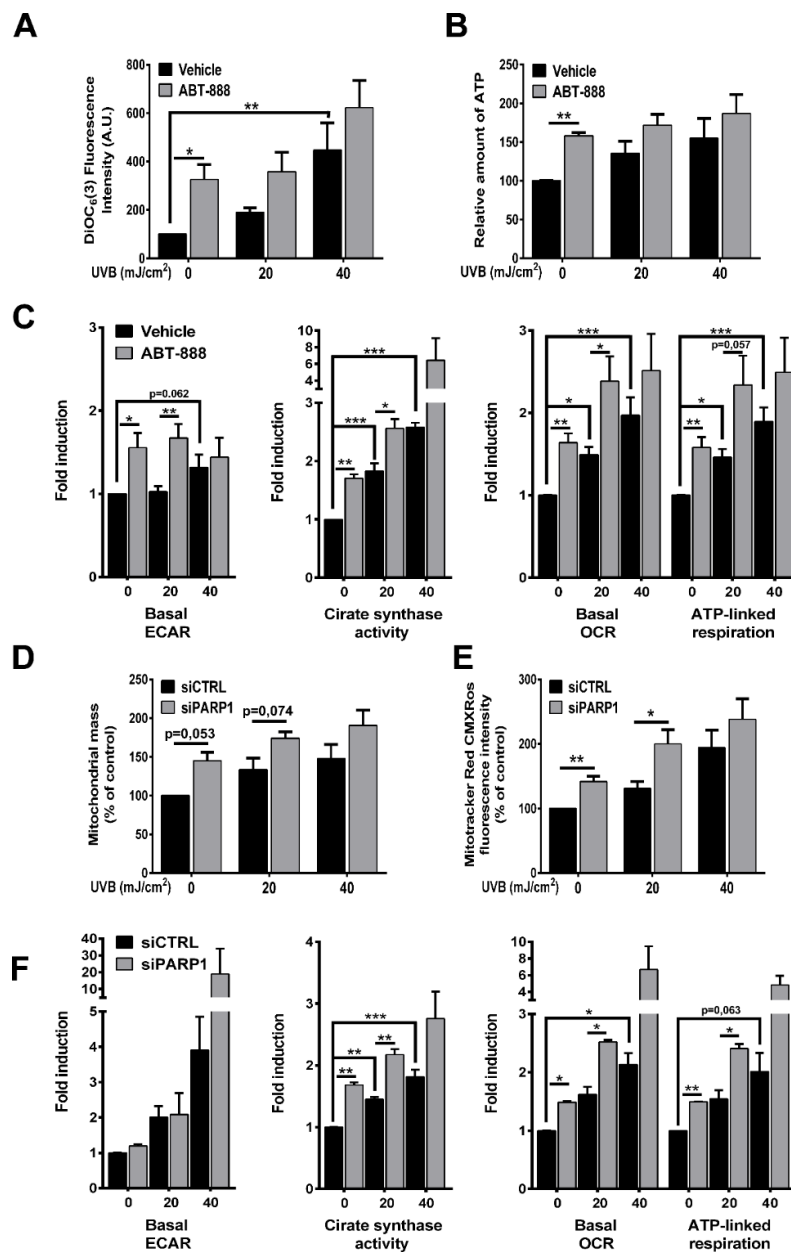 A
Vehicle
ABT-888
DiOC6(3) Fluorescence
Intensity (A.U.)
800
600
400
200
0
**
*
UVB (mJ/cm²)
0
20
40
B
Vehicle
ABT-888
Relative amount of ATP
250
200
150
100
50
0
**
UVB (mJ/cm²)
0
20
40
C
Vehicle
ABT-888
Fold induction
3
2
1
0
p=0.062
*
**
0
20
40
Basal
ECAR
Fold induction
10
8
6
4
3
2
1
0
***
***
*
**
0
20
40
Cirate synthase
activity
Fold induction
3
2
1
0
***
*
*
**
0
20
40
Basal
OCR
***
p=0,057
*
**
0
20
40
ATP-linked
respiration
D
siCTRL
siPARP1
Mitochondrial mass
(% of control)
250
200
150
100
50
0
p=0,053
p=0,074
UVB (mJ/cm²)
0
20
40
E
siCTRL
siPARP1
Mitotracker Red CMXRos
fluorescence intensity
(% of control)
300
200
100
0
**
*
UVB (mJ/cm²)
0
20
40
F
siCTRL
siPARP1
Fold induction
40
30
20
10
5
4
3
2
1
0
0
20
40
Basal
ECAR
Fold induction
4
3
2
1
0
***
**
**
**
0
20
40
Cirate synthase
activity
Fold induction
10
8
6
4
3
2
1
0
*
*
*
0
20
40
Basal
OCR
p=0,063
*
**
0
20
40
ATP-linked
respiration